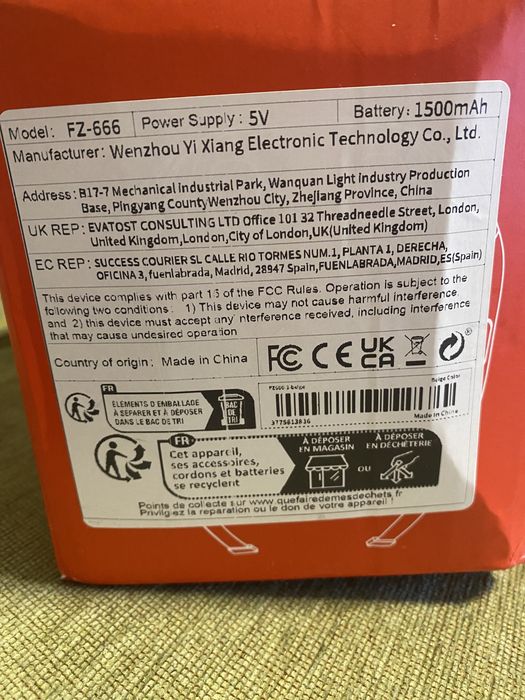 Model: FZ-666 Power Supply : 5V Battery: 1500mAh
Manufacturer: Wenzhou Yi Xiang Electronic Technology Co., Ltd.
Address : B17-7 Mechanical Industrial Park, Wanquan Light Industry Production
Base, Pingyang County,Wenzhou City, Zhejiang Province, China
UK REP : EVATOST CONSULTING LTD Office 101 32 Threadneedle Street, London,
United Kingdom,London,City of London,UK(United Kingdom)
EC REP : SUCCESS COURIER SL CALLE RIO TORMES NUM.1, PLANTA 1, DERECHA,
OFICINA 3, fuenlabrada, Madrid, 28947 Spain,FUENLABRADA,MADRID,ES(Spain)
This device complies with part 15 of the FCC Rules. Operation is subject to the
following two conditions : 1) This device may not cause harmful interference,
and 2) this device must accept any interference received, including Interference
that may cause undesired operation
Country of origin : Made in China
FC CE UK CA
FR
ÉLÉMENTS D'EMBALLAGE
À SÉPARER ET À DÉPOSER
DANS LE BAC DE TRI
BAC
DE
TRI
Beige Color
3775813816
Made in China
FR
Cet appareil,
ses accessoires,
cordons et batteries
se recyclent
À DÉPOSER
EN MAGASIN
OU
À DÉPOSER
EN DÉCHÈTERIE
Points de collecte sur www.quefairedemesdechets.fr
Privilégiez la reparation ou le don de votre appareil !